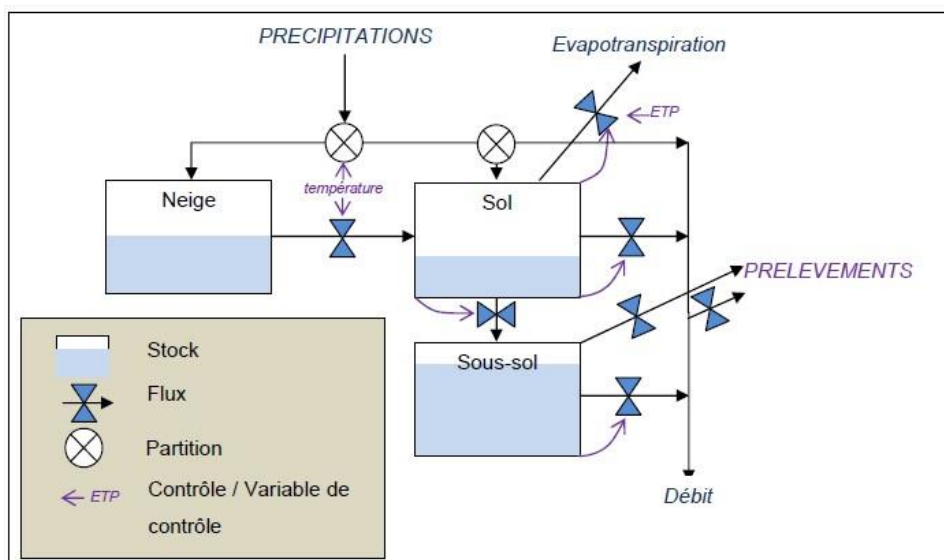 PRECIPITATIONS
Evapotranspiration
ETP
température
Neige
Sol
PRELEVEMENTS
Sous-sol
Stock
Flux
Partition
ETP
Contrôle / Variable de
contrôle
Débit